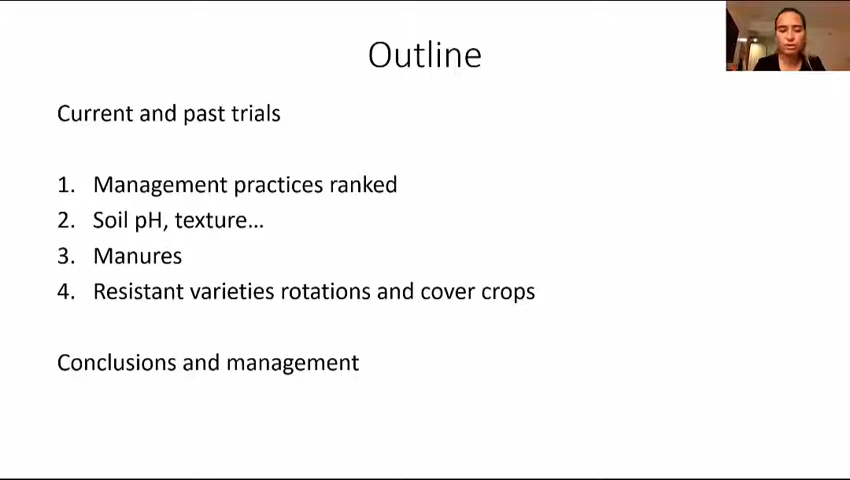 Outline
Current and past trials
1. Management practices ranked
2. Soil pH, texture...
3. Manures
4. Resistant varieties rotations and cover crops
Conclusions and management